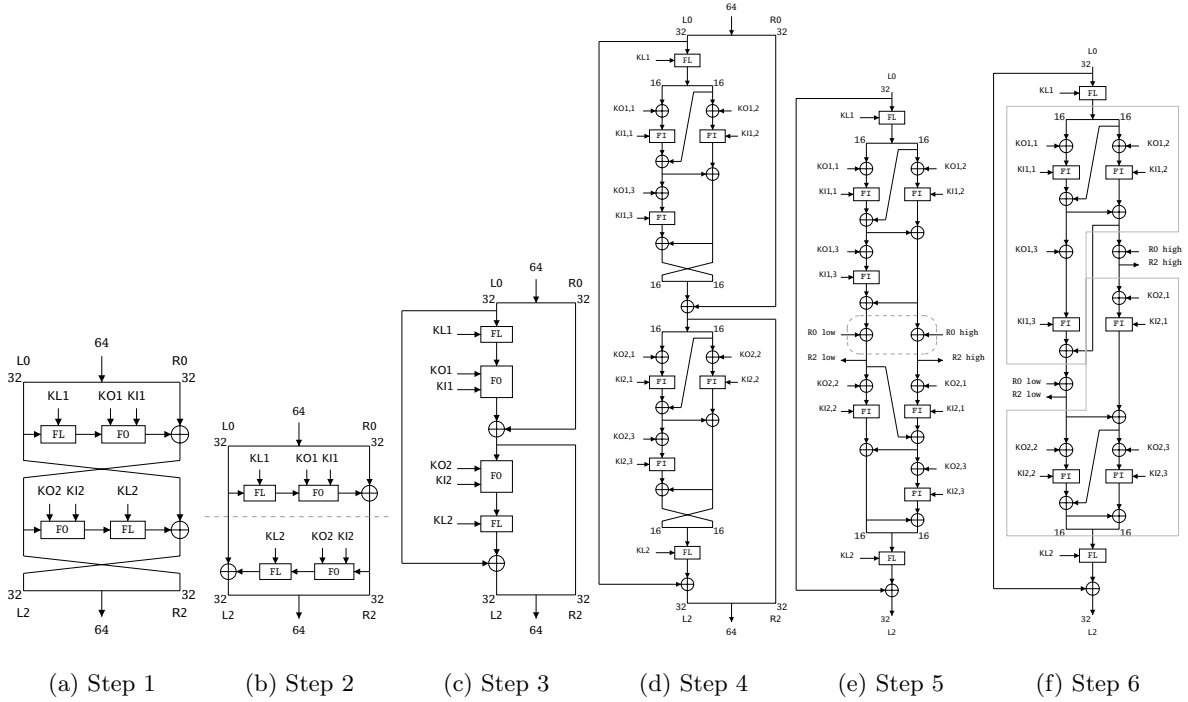 64
L0 R0
32 32
KL1 KO1 KI1
FL FO
KO2 KI2 KL2
FO FL
32 32
L2 R2
64
(a) Step 1
64
L0 R0
32 32
KL1 KO1 KI1
FL FO
KL2 KO2 KI2
FL FO
32 32
L2 R2
64
(b) Step 2
64
L0 R0
32 32
KL1 FL
KO1
FO
KI1
KO2
FO
KI2
KL2 FL
32 32
L2 R2
64
(c) Step 3
64
L0 R0
32 32
KL1 FL
16 16
KO1,1 KO1,2
KI1,1 FI FI KI1,2
KO1,3
KI1,3 FI
16 16
16 16
KO2,1 KO2,2
KI2,1 FI FI KI2,2
KO2,3
KI2,3 FI
16 16
KL2 FL
32 32
L2 R2
64
(d) Step 4
L0
32
KL1 FL
16 16
KO1,1 KO1,2
KI1,1 FI FI KI1,2
KO1,3
KI1,3 FI
R0 low R0 high
R2 low R2 high
KO2,2 KO2,1
KI2,2 FI FI KI2,1
KO2,3
FI KI2,3
16 16
KL2 FL
32
L2
(e) Step 5
L0
32
KL1 FL
16 16
KO1,1 KO1,2
KI1,1 FI FI KI1,2
KO1,3 R0 high
R2 high
KO2,1
KI1,3 FI FI KI2,1
R0 low
R2 low
KO2,2 KO2,3
KI2,2 FI FI KI2,3
16 16
KL2 FL
32
L2
(f) Step 6